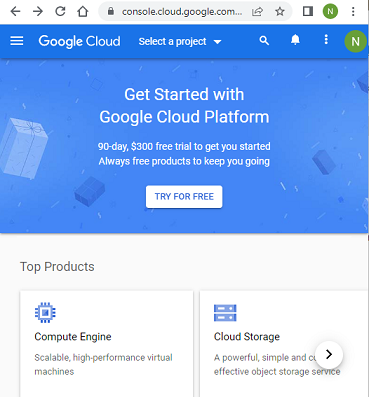 console.cloud.google.com...
N
Google Cloud
Select a project
N
Get Started with
Google Cloud Platform
90-day, $300 free trial to get you started
Always free products to keep you going
TRY FOR FREE
Top Products
Compute Engine
Scalable, high-performance virtual
machines
Cloud Storage
A powerful, simple and
effective object storage service